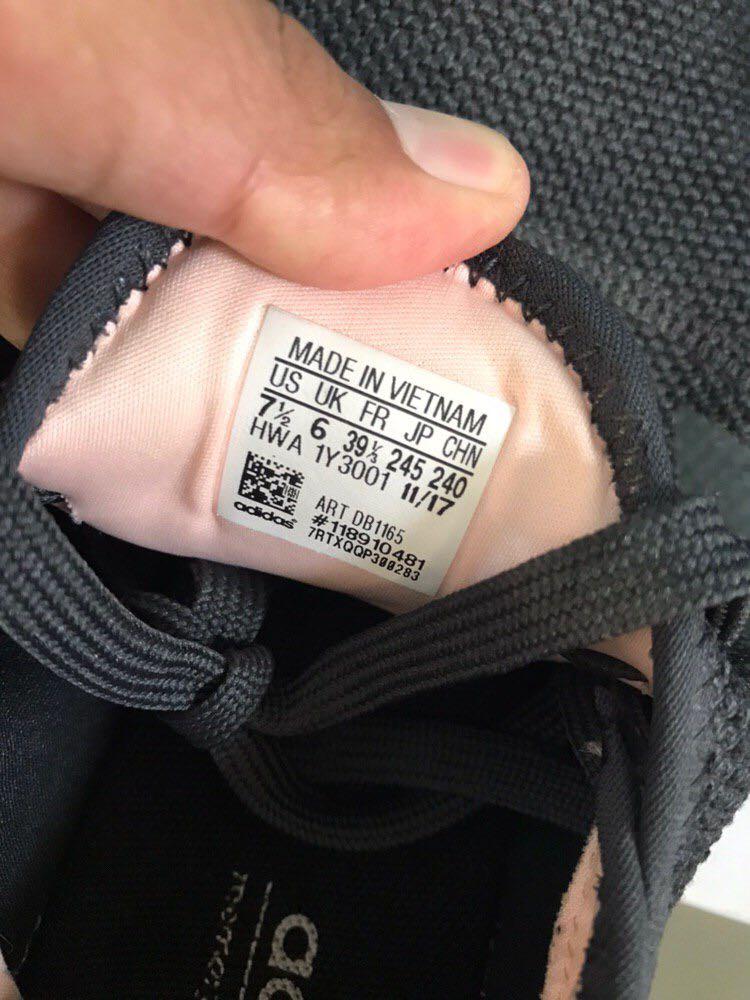 MADE IN VIETNAM
US UK FR JP CHN
7½ 6 39⅓ 245 240
HWA 1Y3001 11/17
ART DB1165
#118910481
7RTXQQP300283
adidas